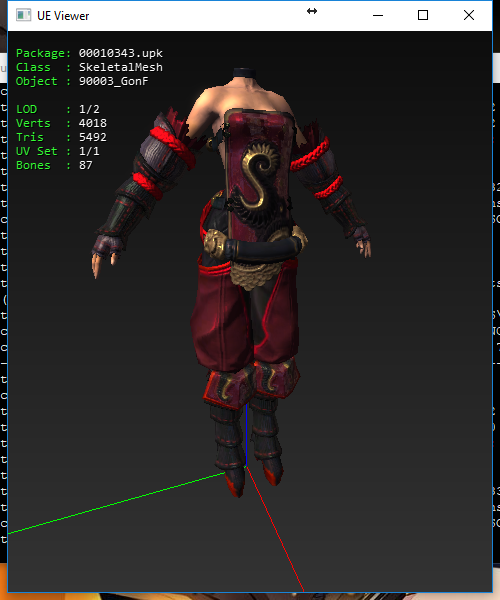 UE Viewer
Package: 00010343.upk
Class : SkeletalMesh
Object : 90003_GonF
LOD : 1/2
Verts : 4018
Tris : 5492
UV Set : 1/1
Bones : 87